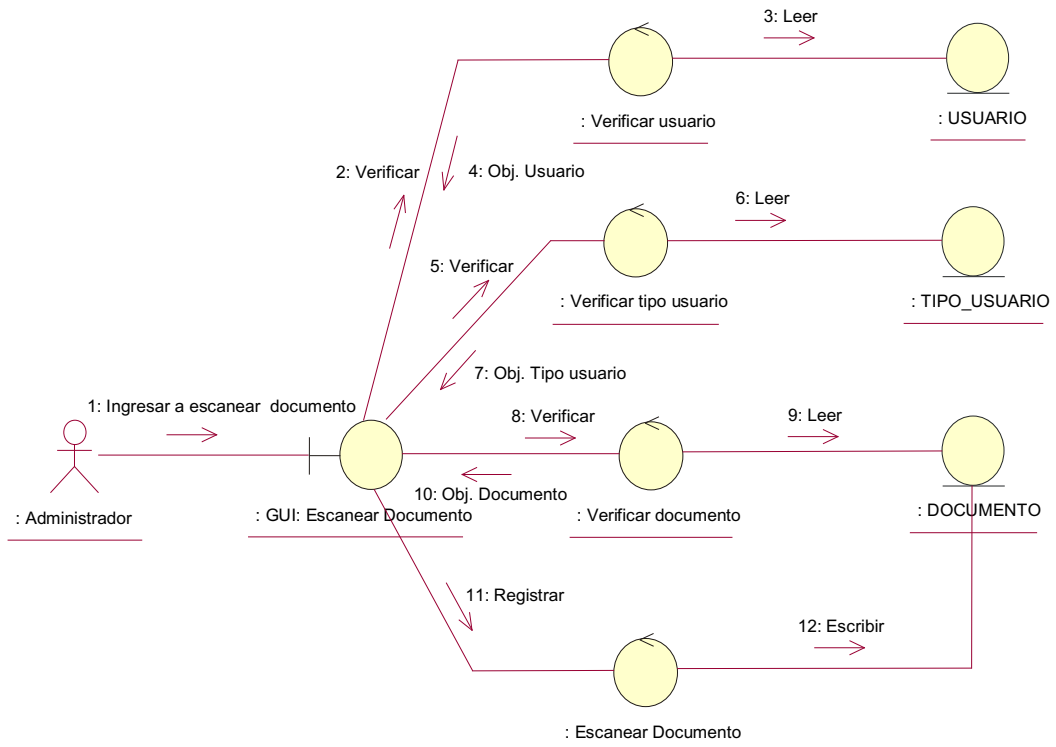 3: Leer
: Verificar usuario
: USUARIO
2: Verificar
4: Obj. Usuario
6: Leer
5: Verificar
: Verificar tipo usuario
: TIPO_USUARIO
7: Obj. Tipo usuario
1: Ingresar a escanear documento
8: Verificar
9: Leer
10: Obj. Documento
: Administrador
: GUI: Escanear Documento
: Verificar documento
: DOCUMENTO
11: Registrar
12: Escribir
: Escanear Documento